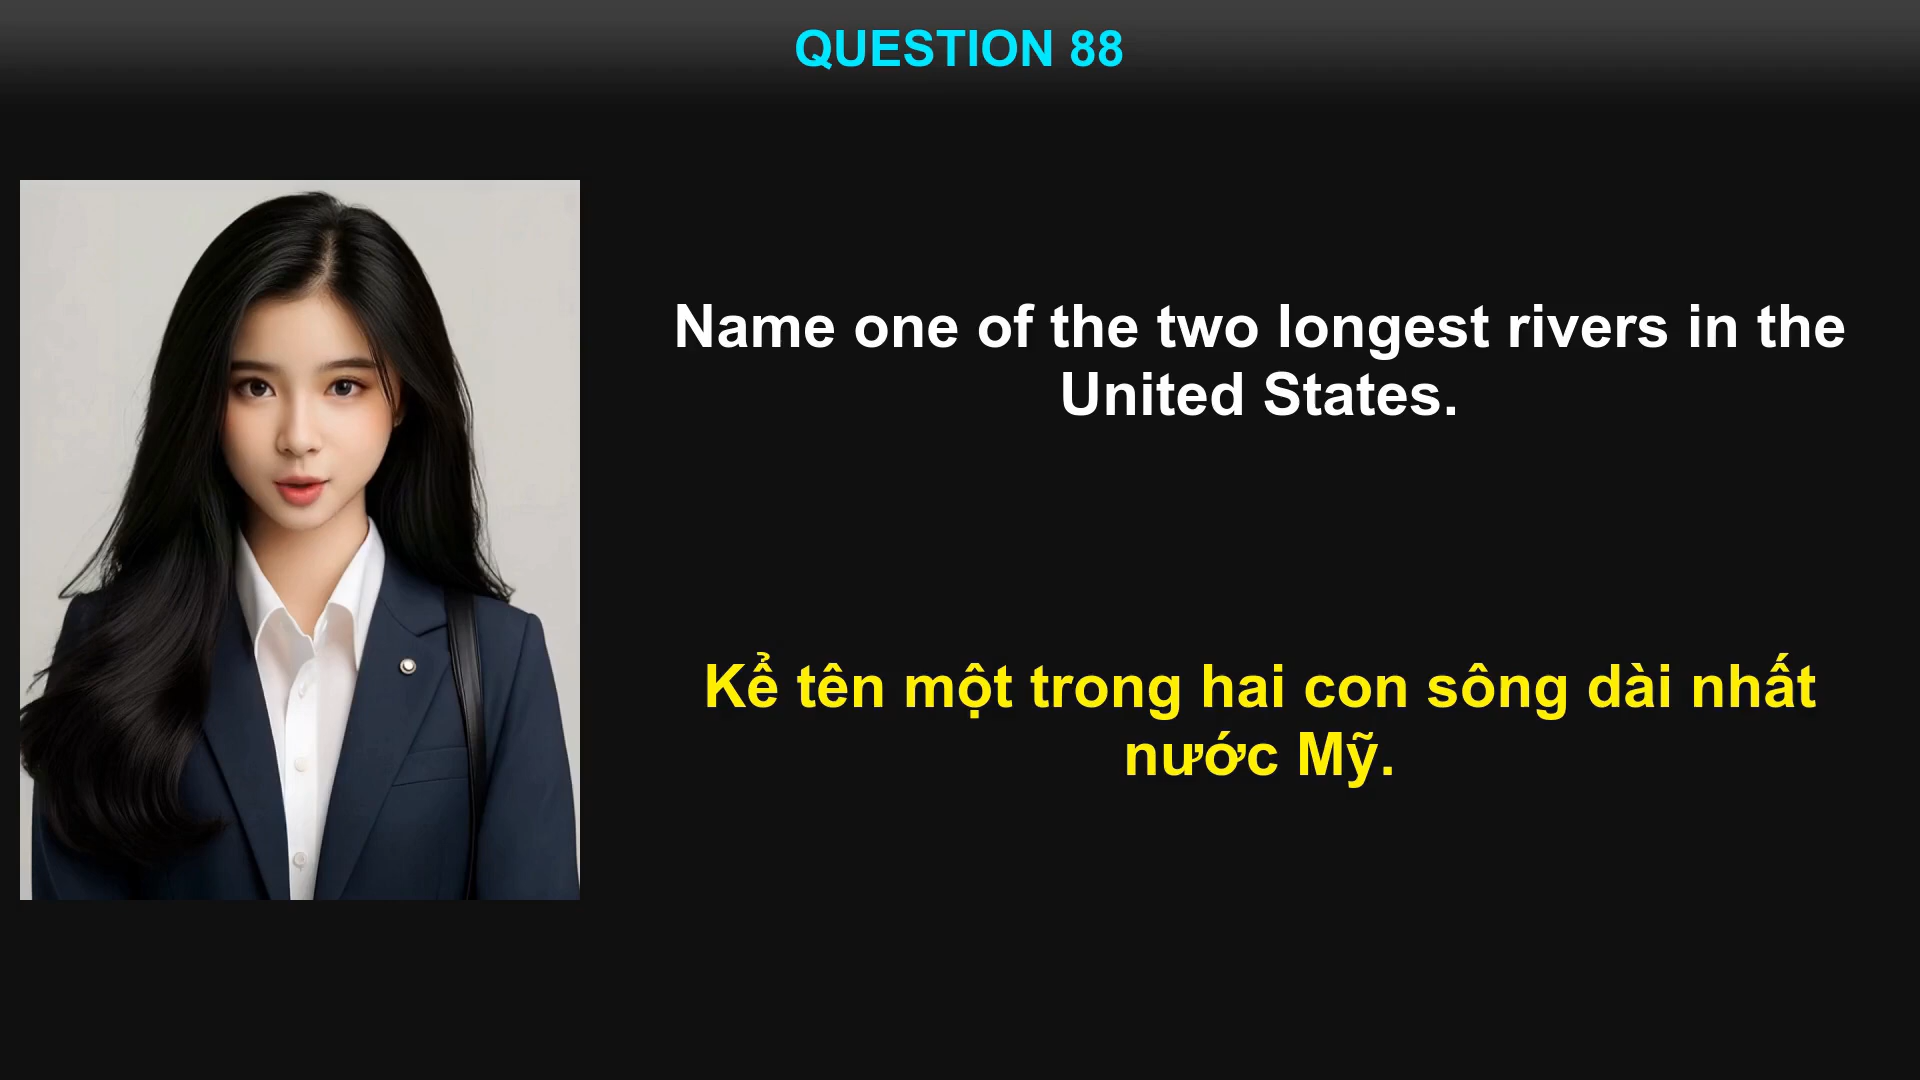 QUESTION 88
Name one of the two longest rivers in the
United States.
Kể tên một trong hai con sông dài nhất
nước Mỹ.